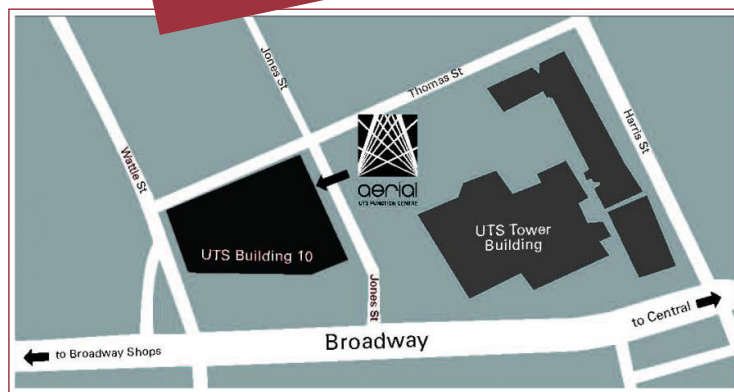 Jones St
Thomas St
Harris St
Wattle St
aerial
UTS FUNCTION CENTRE
UTS Tower
Building
UTS Building 10
Jones St
to Central
Broadway
to Broadway Shops